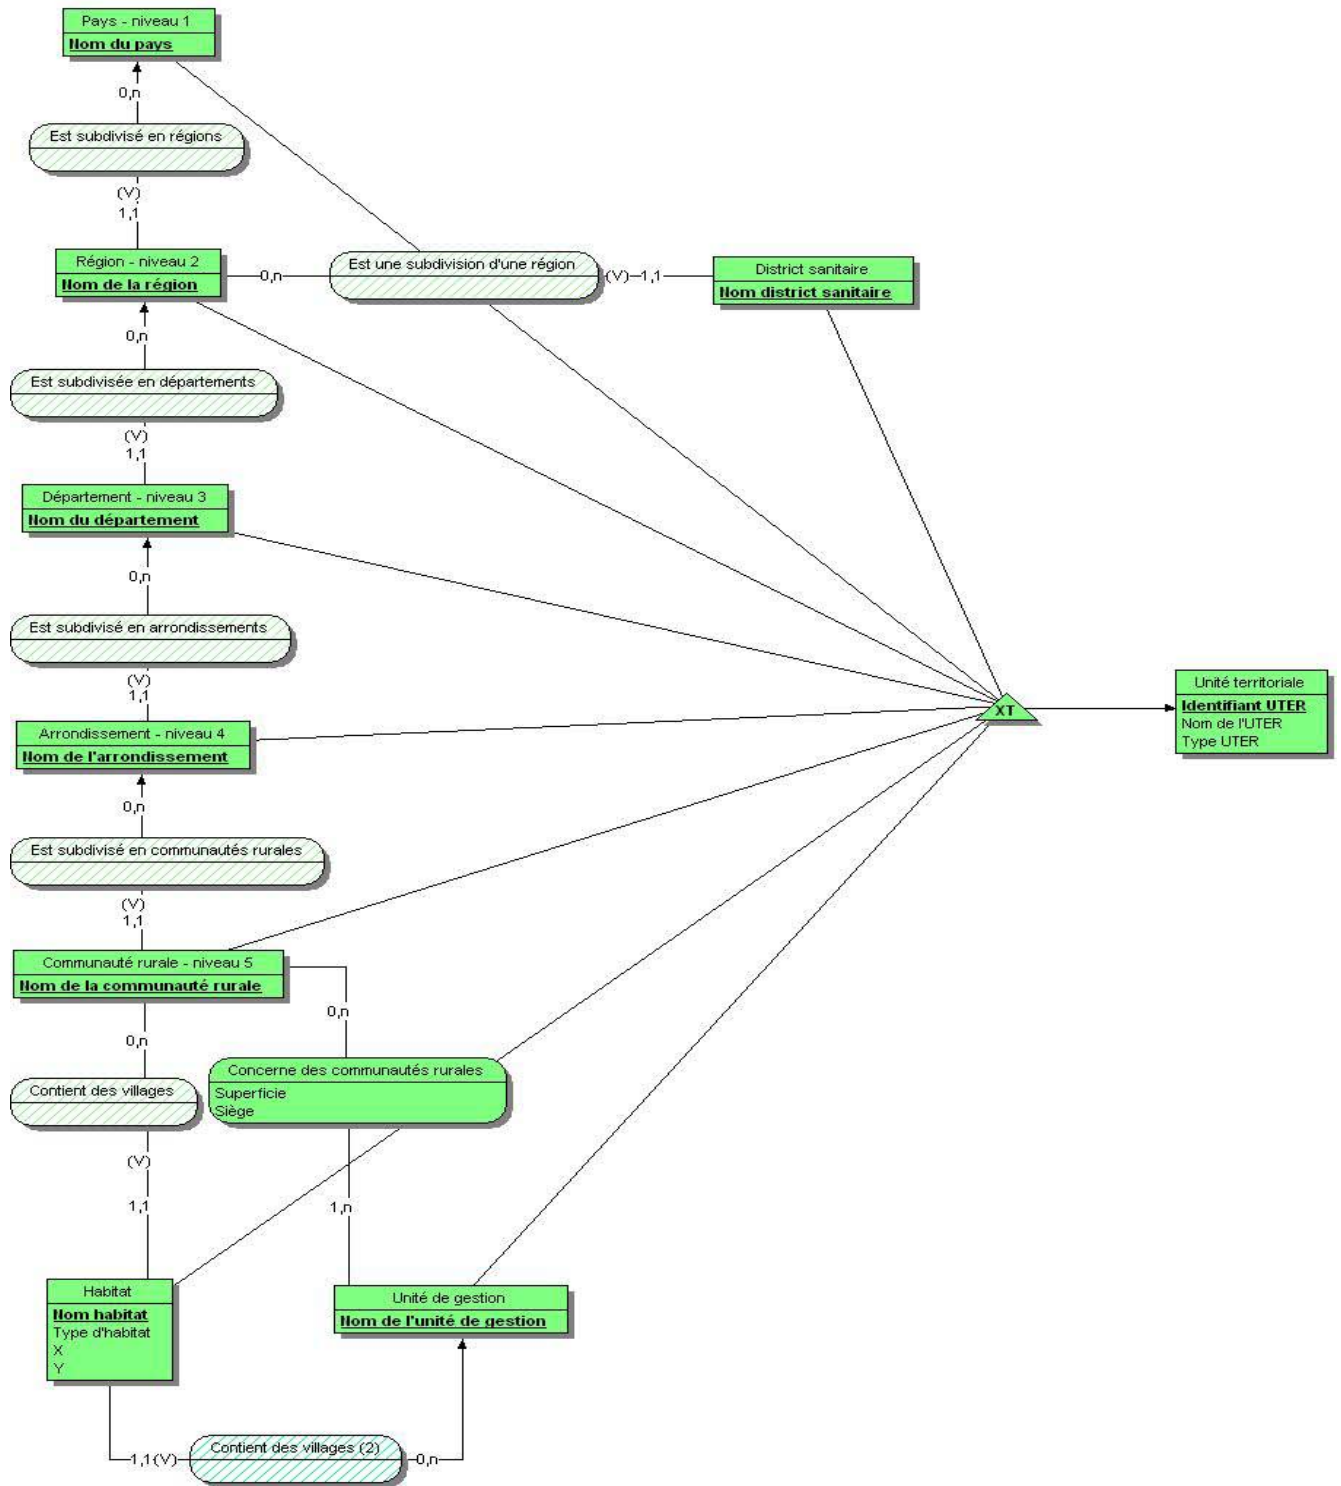 Pays - niveau 1
Nom du pays
0,n
Est subdivisé en régions
(V)
1,1
Région - niveau 2
Nom de la région
0,n
Est une subdivision d'une région
(V)
1,1
District sanitaire
Nom district sanitaire
0,n
Est subdivisée en départements
(V)
1,1
Département - niveau 3
Nom du département
0,n
Est subdivisé en arrondissements
(V)
1,1
Arrondissement - niveau 4
Nom de l'arrondissement
XT
Unité territoriale
Identifiant UTER
Nom de l'UTER
Type UTER
0,n
Est subdivisé en communautés rurales
(V)
1,1
Communauté rurale - niveau 5
Nom de la communauté rurale
0,n
0,n
Contient des villages
Concerne des communautés rurales
Superficie
Siège
(V)
1,1
1,n
Habitat
Nom habitat
Type d'habitat
X
Y
Unité de gestion
Nom de l'unité de gestion
1,1(V)
Contient des villages (2)
0,n